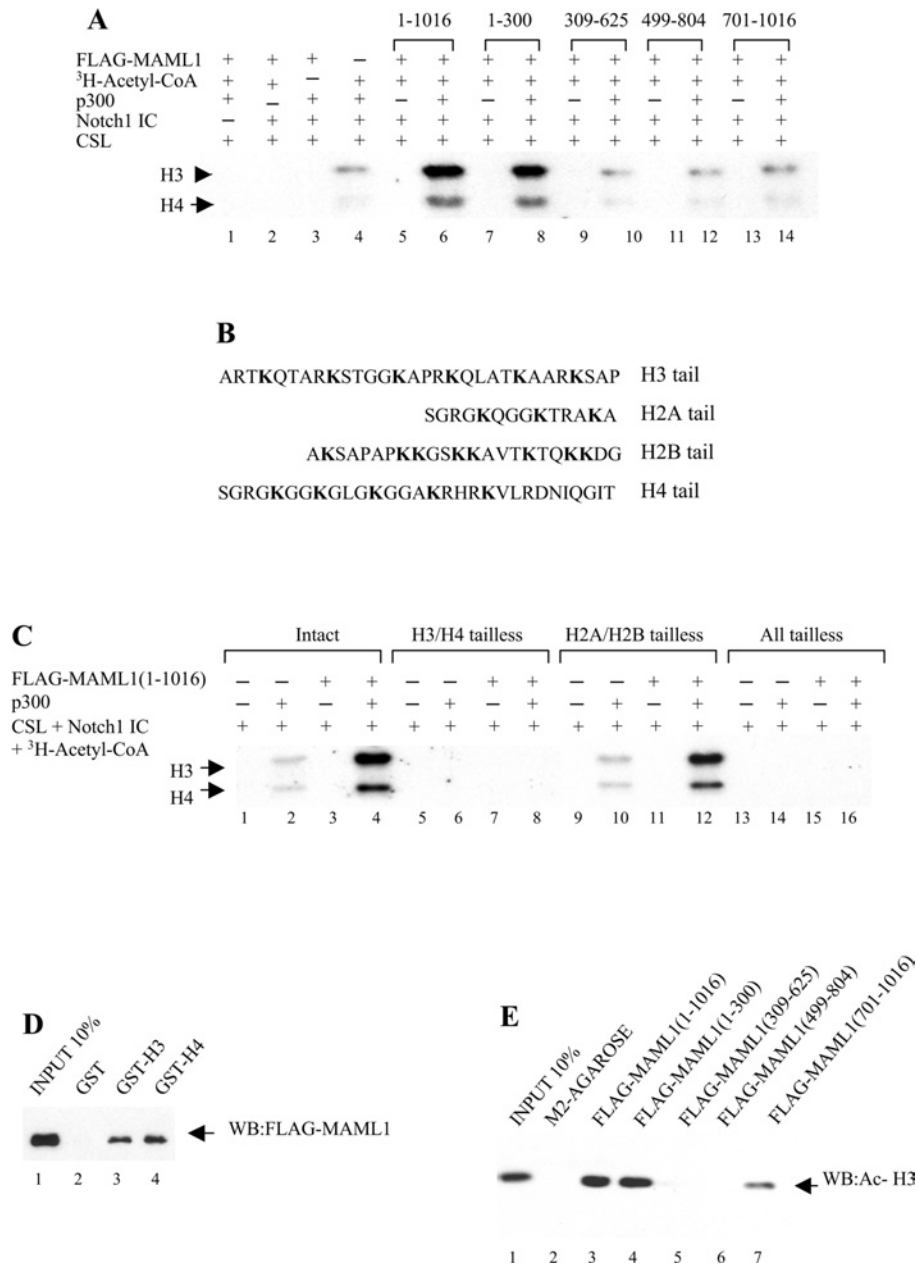 A
1-1016 1-300 309-625 499-804 701-1016
FLAG-MAML1 + + + – + + + + + + + + + +
³H-Acetyl-CoA + + – + + + + + + + + + + +
p300 + – + + – + – + – + – + – +
Notch1 IC – + + + + + + + + + + + + +
CSL + + + + + + + + + + + + + +
H3
H4
1 2 3 4 5 6 7 8 9 10 11 12 13 14
B
ARTKQTARKSTGGKAPRKQLATKAARKSAP H3 tail
SGRGKQGGKTRAKA H2A tail
AKSAPAPKKGSKKAVTKTQKKDG H2B tail
SGRGKGGKGLGKGGAKRHRKVLRDNIQGIT H4 tail
C
Intact H3/H4 tailless H2A/H2B tailless All tailless
FLAG-MAML1(1-1016) – – + + – – + + – – + + – – + +
p300 – + – + – + – + – + – + – + – +
CSL + Notch1 IC + + + + + + + + + + + + + + + +
+ ³H-Acetyl-CoA
H3
H4
1 2 3 4 5 6 7 8 9 10 11 12 13 14 15 16
D
INPUT 10%
GST
GST-H3
GST-H4
WB:FLAG-MAML1
1 2 3 4
E
INPUT 10%
M2-AGAROSE
FLAG-MAML1(1-1016)
FLAG-MAML1(1-300)
FLAG-MAML1(309-625)
FLAG-MAML1(499-804)
FLAG-MAML1(701-1016)
WB:Ac- H3
1 2 3 4 5 6 7